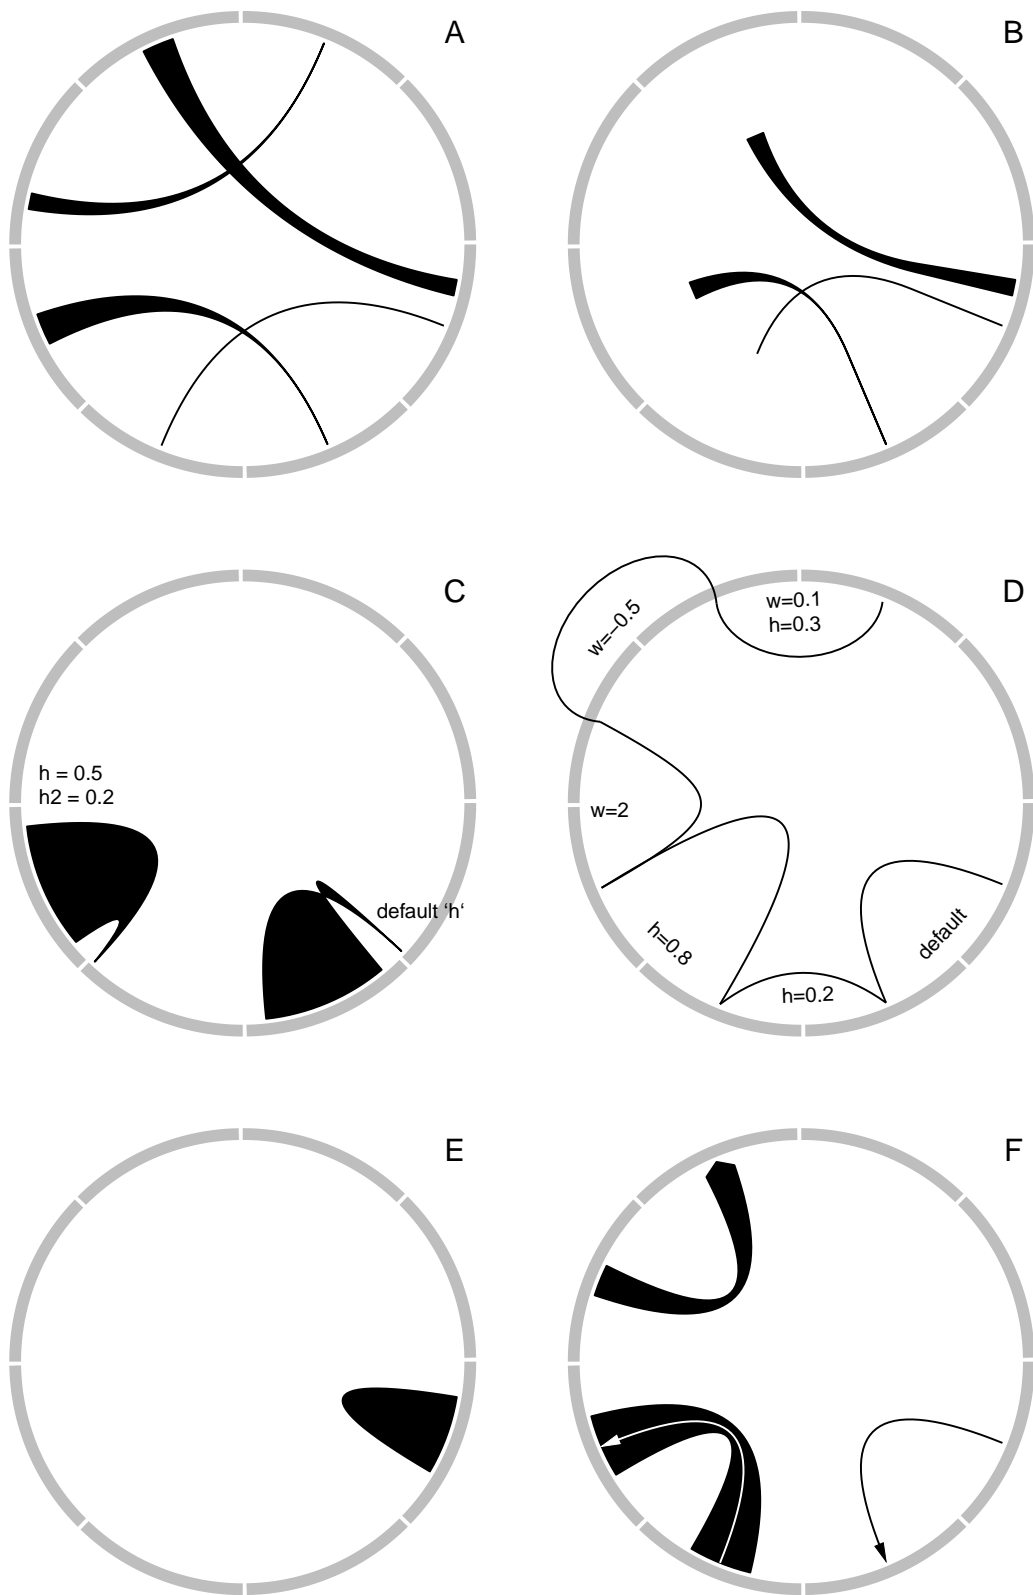 A
B
C
h = 0.5
h2 = 0.2
default ‘h‘
D
w=0.1
h=0.3
w=−0.5
w=2
h=0.8
h=0.2
default
E
F